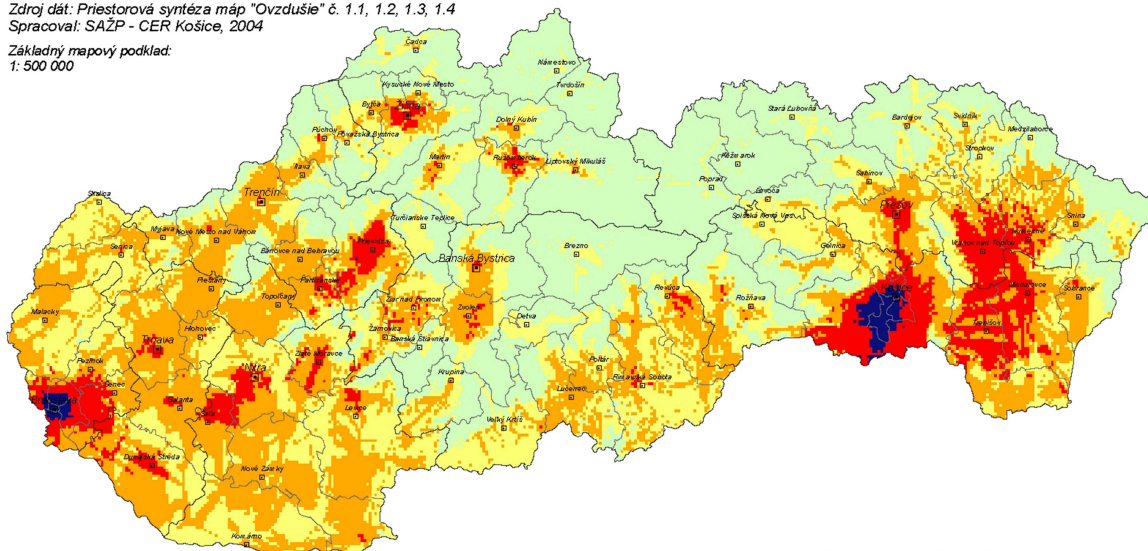 Zdroj dát: Priestorová syntéza máp "Ovzdušie" č. 1.1, 1.2, 1.3, 1.4
Spracoval: SAŽP - CER Košice, 2004
Základný mapový podklad:
1: 500 000
Čadca
Námestovo
Kysucké Nové Mesto
Tvrdošín
Bytča
Žilina
Stará Ľubovňa
Dolný Kubín
Bardejov
Svidník
Púchov
Považská Bystrica
Medzilaborce
Stropkov
Martin
Ružomberok
Liptovský Mikuláš
Kežmarok
Ilava
Sabinov
Poprad
Trenčín
Levoča
Skalica
Prešov
Turčianske Teplice
Spišská Nová Ves
Snina
Myjava
Nové Mesto nad Váhom
Humenné
Senica
Prievidza
Brezno
Vranov nad Topľou
Bánovce nad Bebravou
Gelnica
Banská Bystrica
Piešťany
Partizánske
Košice
Michalovce
Revúca
Sobrance
Topoľčany
Žiar nad Hronom
Rožňava
Malacky
Zvolen
Detva
Hlohovec
Žarnovica
Trebišov
Trnava
Banská Štiavnica
Zlaté Moravce
Pezinok
Poltár
Nitra
Krupina
Rimavská Sobota
Senec
Lučenec
Bratislava
Galanta
Levice
Šaľa
Veľký Krtíš
Dunajská Streda
Nové Zámky
Komárno